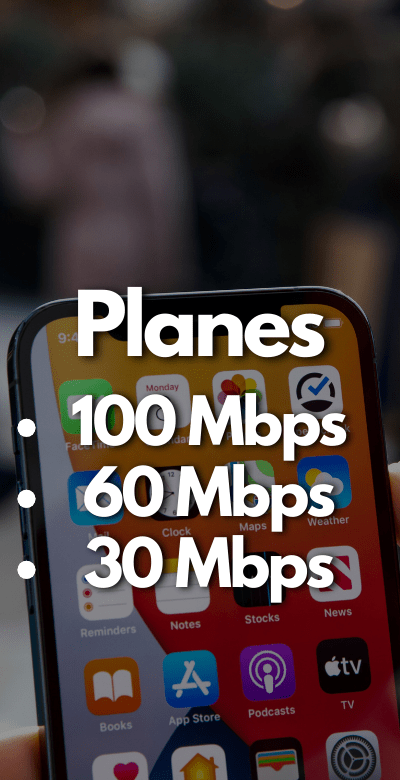 Planes
• 100 Mbps
• 60 Mbps
• 30 Mbps
9:4
Monday
Clock
Maps
Weather
Reminders
Notes
Stocks
News
Books
App Store
Podcasts
tv
TV